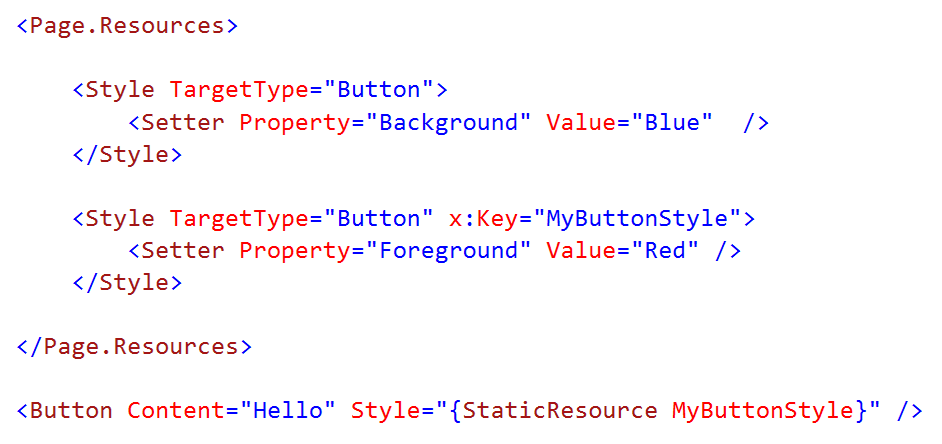 <Page.Resources>
<Style TargetType="Button">
<Setter Property="Background" Value="Blue"  />
</Style>
<Style TargetType="Button" x:Key="MyButtonStyle">
<Setter Property="Foreground" Value="Red" />
</Style>
</Page.Resources>
<Button Content="Hello" Style="{StaticResource MyButtonStyle}" />